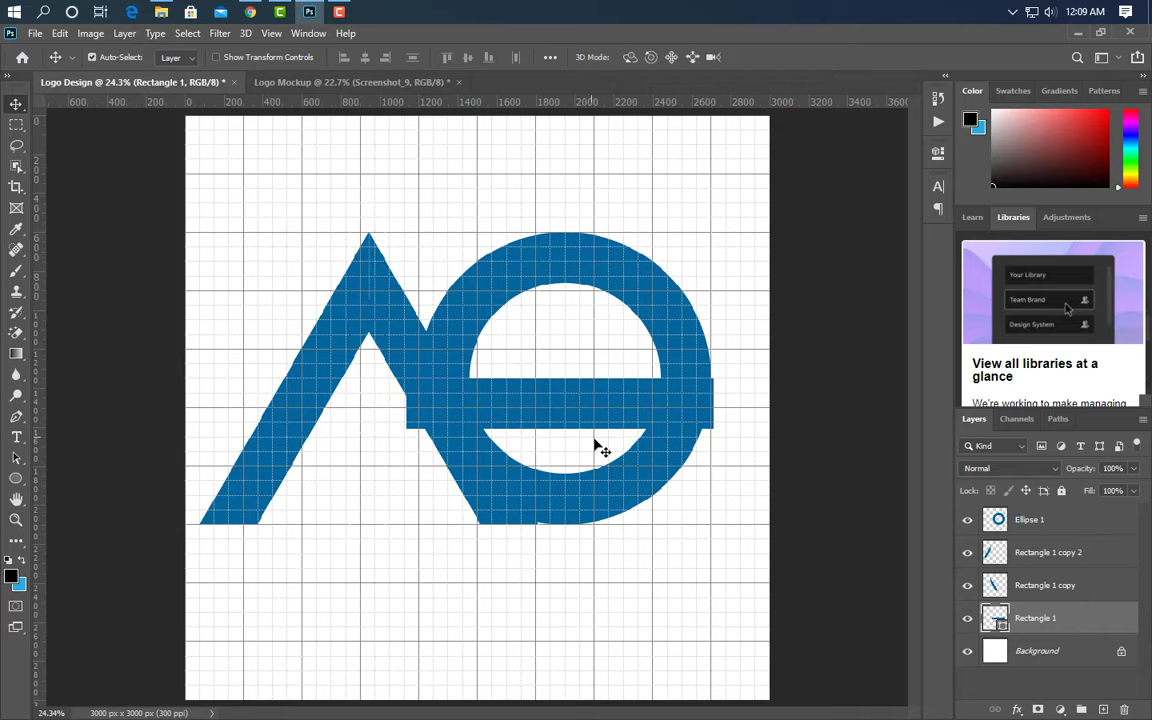 12:09 AM
Ps File Edit Image Layer Type Select Filter 3D View Window Help
Auto-Select: Layer Show Transform Controls 3D Mode:
Logo Design @ 24.3% (Rectangle 1, RGB/8) * × Logo Mockup @ 22.7% (Screenshot_9, RGB/8) * ×
600 400 200 0 200 400 600 800 1000 1200 1400 1600 1800 2000 2200 2400 2600 2800 3000 3200 3400 3600
Color Swatches Gradients Patterns
Learn Libraries Adjustments
Your Library
Team Brand
Design System
View all libraries at a
glance
We're working to make managing
Layers Channels Paths
Kind
Normal Opacity: 100%
Lock: Fill: 100%
Ellipse 1
Rectangle 1 copy 2
Rectangle 1 copy
Rectangle 1
Background
fx
24.34% 3000 px x 3000 px (300 ppi)